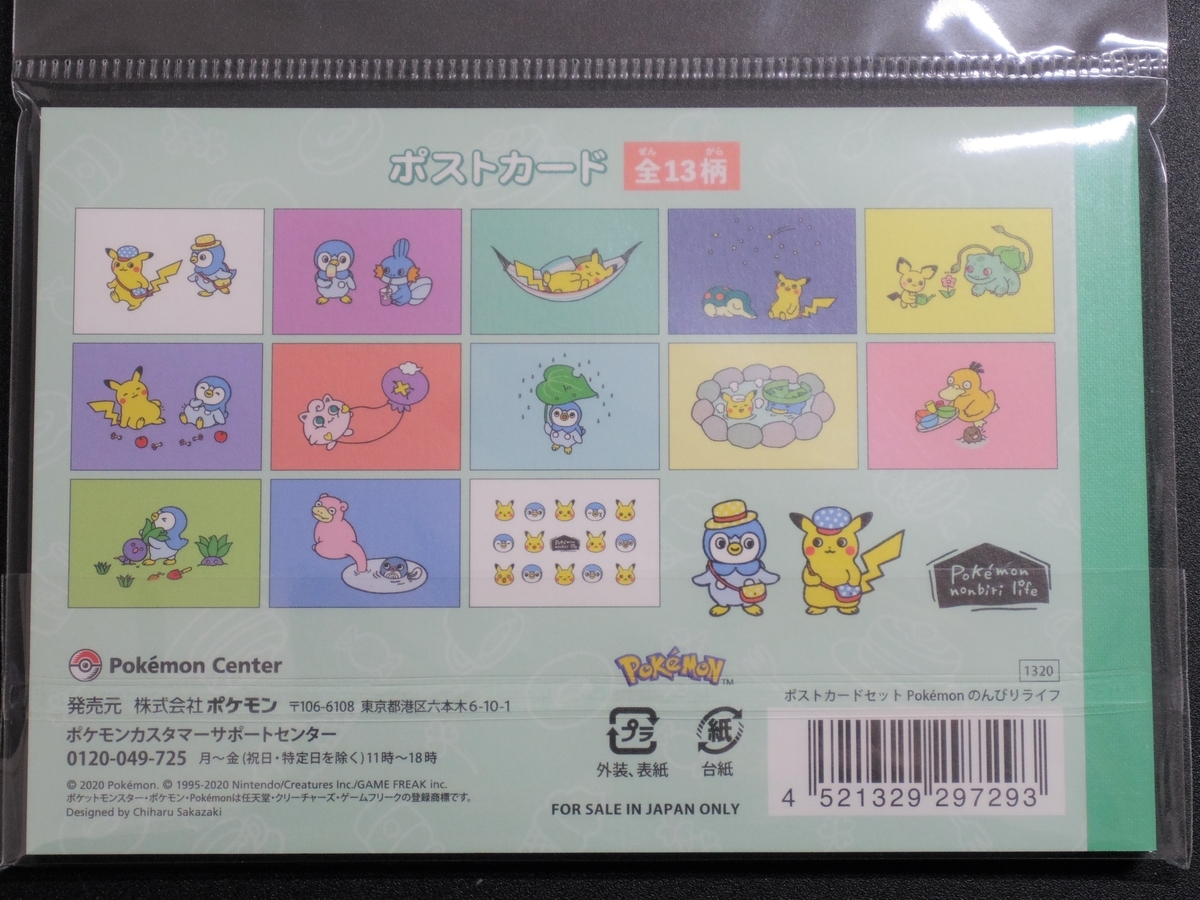 ポストカード 全13柄
ぜん がら
Pokémon nonbiri life
Pokémon
nonbiri life
Pokémon Center
POKéMON TM
1320
ポストカードセット Pokémon のんびりライフ
発売元 株式会社ポケモン 〒106-6108 東京都港区六本木6-10-1
ポケモンカスタマーサポートセンター
0120-049-725 月～金(祝日・特定日を除く)11時～18時
プラ 紙
外装、表紙 台紙
© 2020 Pokémon. © 1995-2020 Nintendo/Creatures Inc./GAME FREAK inc.
ポケットモンスター・ポケモン・Pokémonは任天堂・クリーチャーズ・ゲームフリークの登録商標です。
Designed by Chiharu Sakazaki
FOR SALE IN JAPAN ONLY
4 521329 297293